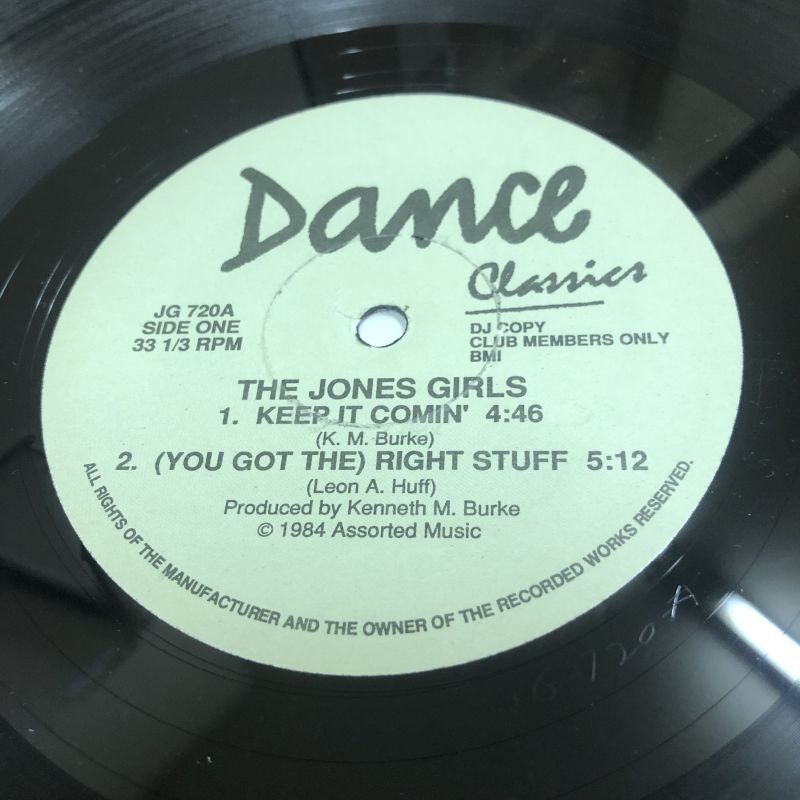 Dance
Classics
JG 720A
SIDE ONE
33 1/3 RPM
DJ COPY
CLUB MEMBERS ONLY
BMI
THE JONES GIRLS
1. KEEP IT COMIN' 4:46
(K. M. Burke)
2. (YOU GOT THE) RIGHT STUFF 5:12
(Leon A. Huff)
Produced by Kenneth M. Burke
© 1984 Assorted Music
ALL RIGHTS OF THE MANUFACTURER AND THE OWNER OF THE RECORDED WORKS RESERVED.
JG 720 A